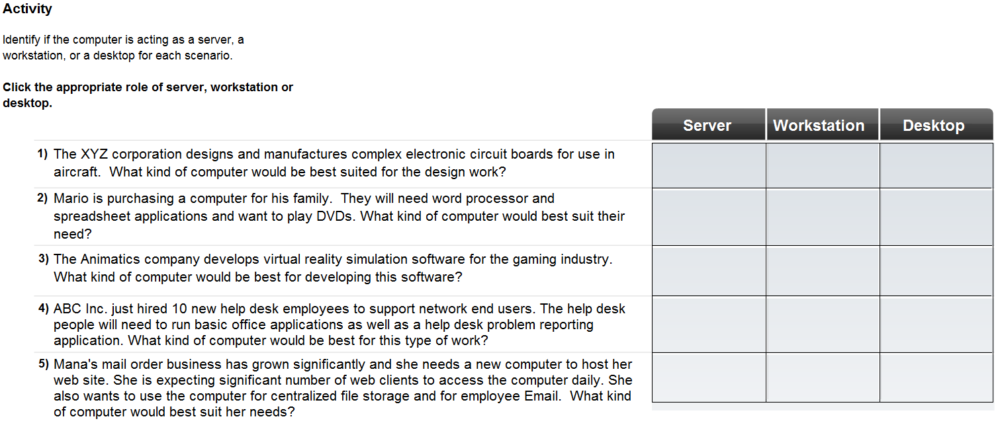 Activity
Identify if the computer is acting as a server, a
workstation, or a desktop for each scenario.
Click the appropriate role of server, workstation or
desktop.
Server Workstation Desktop
1) The XYZ corporation designs and manufactures complex electronic circuit boards for use in
aircraft.  What kind of computer would be best suited for the design work?
2) Mario is purchasing a computer for his family.  They will need word processor and
spreadsheet applications and want to play DVDs. What kind of computer would best suit their
need?
3) The Animatics company develops virtual reality simulation software for the gaming industry.
What kind of computer would be best for developing this software?
4) ABC Inc. just hired 10 new help desk employees to support network end users. The help desk
people will need to run basic office applications as well as a help desk problem reporting
application. What kind of computer would be best for this type of work?
5) Mana's mail order business has grown significantly and she needs a new computer to host her
web site. She is expecting significant number of web clients to access the computer daily. She
also wants to use the computer for centralized file storage and for employee Email.  What kind
of computer would best suit her needs?